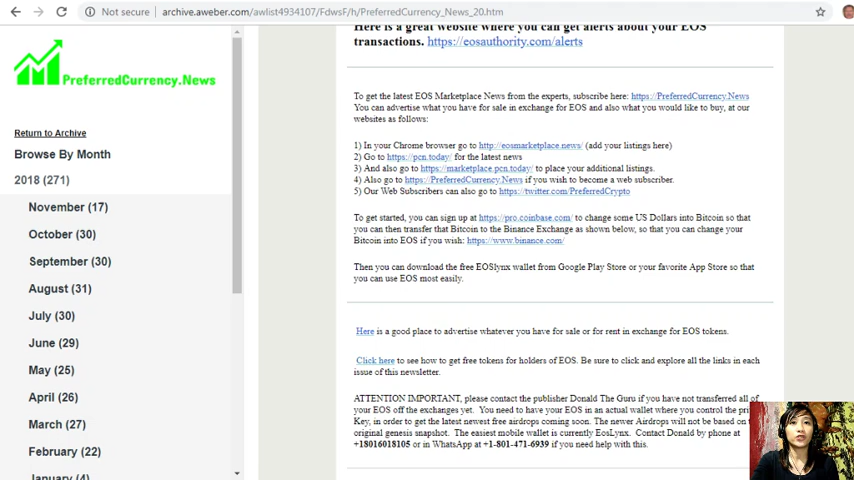 Not secure | archive.aweber.com/awlist4934107/FdwsF/h/PreferredCurrency_News_20.htm
PreferredCurrency.News
Return to Archive
Browse By Month
2018 (271)
November (17)
October (30)
September (30)
August (31)
July (30)
June (29)
May (25)
April (26)
March (27)
February (22)
January (4)
Here is a great website where you can get alerts about your EOS
transactions. https://eosauthority.com/alerts
To get the latest EOS Marketplace News from the experts, subscribe here: https://PreferredCurrency.News
You can advertise what you have for sale in exchange for EOS and also what you would like to buy, at our
websites as follows:
1) In your Chrome browser go to http://eosmarketplace.news/ (add your listings here)
2) Go to https://pcn.today/ for the latest news
3) And also go to https://marketplace.pcn.today/ to place your additional listings.
4) Also go to https://PreferredCurrency.News if you wish to become a web subscriber.
5) Our Web Subscribers can also go to https://twitter.com/PreferredCrypto
To get started, you can sign up at https://pro.coinbase.com/ to change some US Dollars into Bitcoin so that
you can then transfer that Bitcoin to the Binance Exchange as shown below, so that you can change your
Bitcoin into EOS if you wish: https://www.binance.com/
Then you can download the free EOSlynx wallet from Google Play Store or your favorite App Store so that
you can use EOS most easily.
Here is a good place to advertise whatever you have for sale or for rent in exchange for EOS tokens.
Click here to see how to get free tokens for holders of EOS. Be sure to click and explore all the links in each
issue of this newsletter.
ATTENTION IMPORTANT, please contact the publisher Donald The Guru if you have not transferred all of
your EOS off the exchanges yet. You need to have your EOS in an actual wallet where you control the
Key, in order to get the latest newest free airdrops coming soon. The newer Airdrops will not be based on
original genesis snapshot. The easiest mobile wallet is currently EosLynx. Contact Donald by phone at
+18016018105 or in WhatsApp at +1-801-471-6939 if you need help with this.